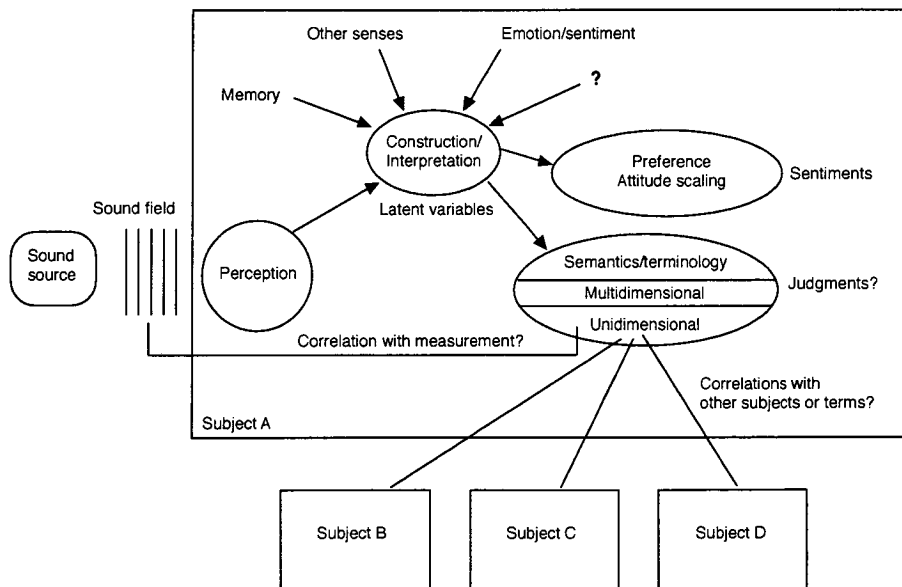 Other senses
Emotion/sentiment
?
Memory
Construction/
Interpretation
Preference
Attitude scaling
Sentiments
Latent variables
Sound field
Sound
source
Perception
Semantics/terminology
Multidimensional
Unidimensional
Judgments?
Correlation with measurement?
Correlations with
other subjects or terms?
Subject A
Subject B
Subject C
Subject D